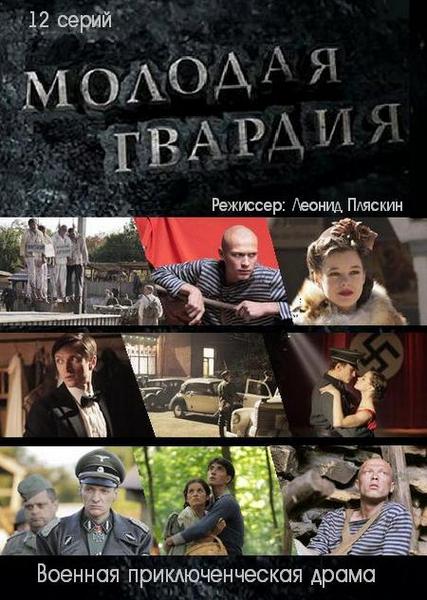 12 серий
МОЛОДАЯ
ГВАРДИЯ
Режиссер: Леонид Пляскин
Военная приключенческая драма